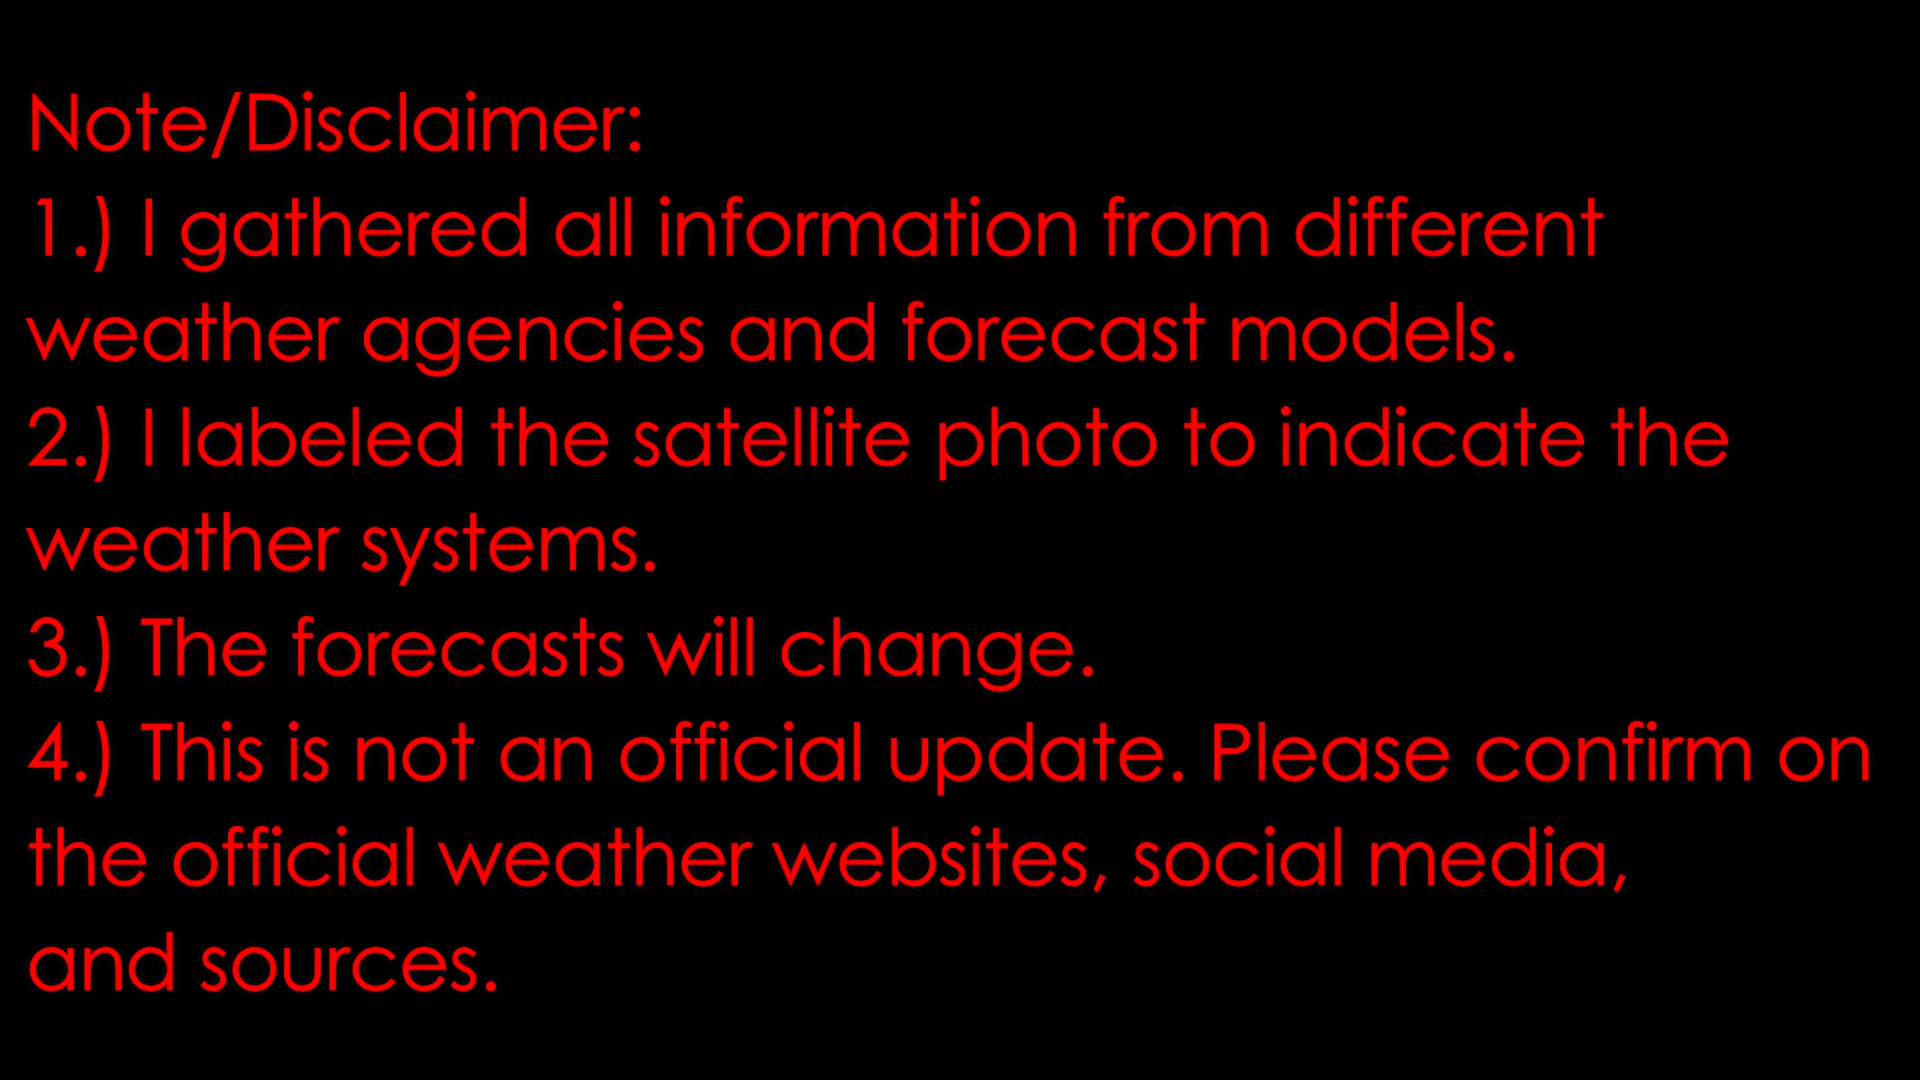 Note/Disclaimer:
1.) I gathered all information from different
weather agencies and forecast models.
2.) I labeled the satellite photo to indicate the
weather systems.
3.) The forecasts will change.
4.) This is not an official update. Please confirm on
the official weather websites, social media,
and sources.